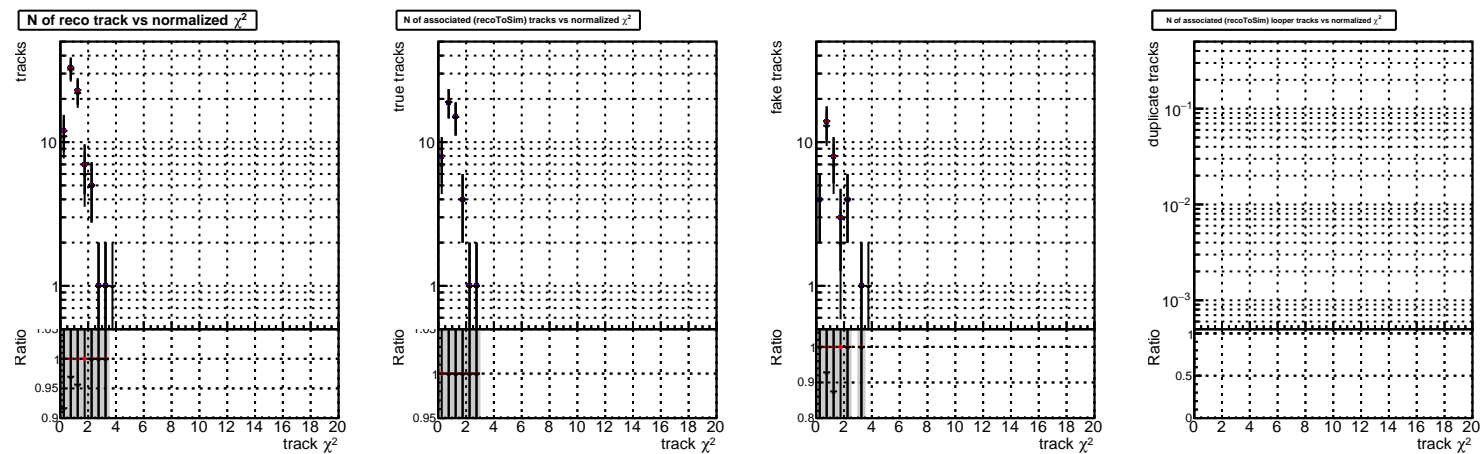 N of reco track vs normalized χ²
tracks
10
1
Ratio
1.05
1
0.95
0.9
0 2 4 6 8 10 12 14 16 18 20
track χ²
N of associated (recoToSim) tracks vs normalized χ²
true tracks
10
1
Ratio
1
0.95
0 2 4 6 8 10 12 14 16 18 20
track χ²
fake tracks
10
1
Ratio
1
0.9
0.8
0 2 4 6 8 10 12 14 16 18 20
track χ²
N of associated (recoToSim) looper tracks vs normalized χ²
duplicate tracks
10⁻¹
10⁻²
10⁻³
Ratio
1
0.5
0
0 2 4 6 8 10 12 14 16 18 20
track χ²